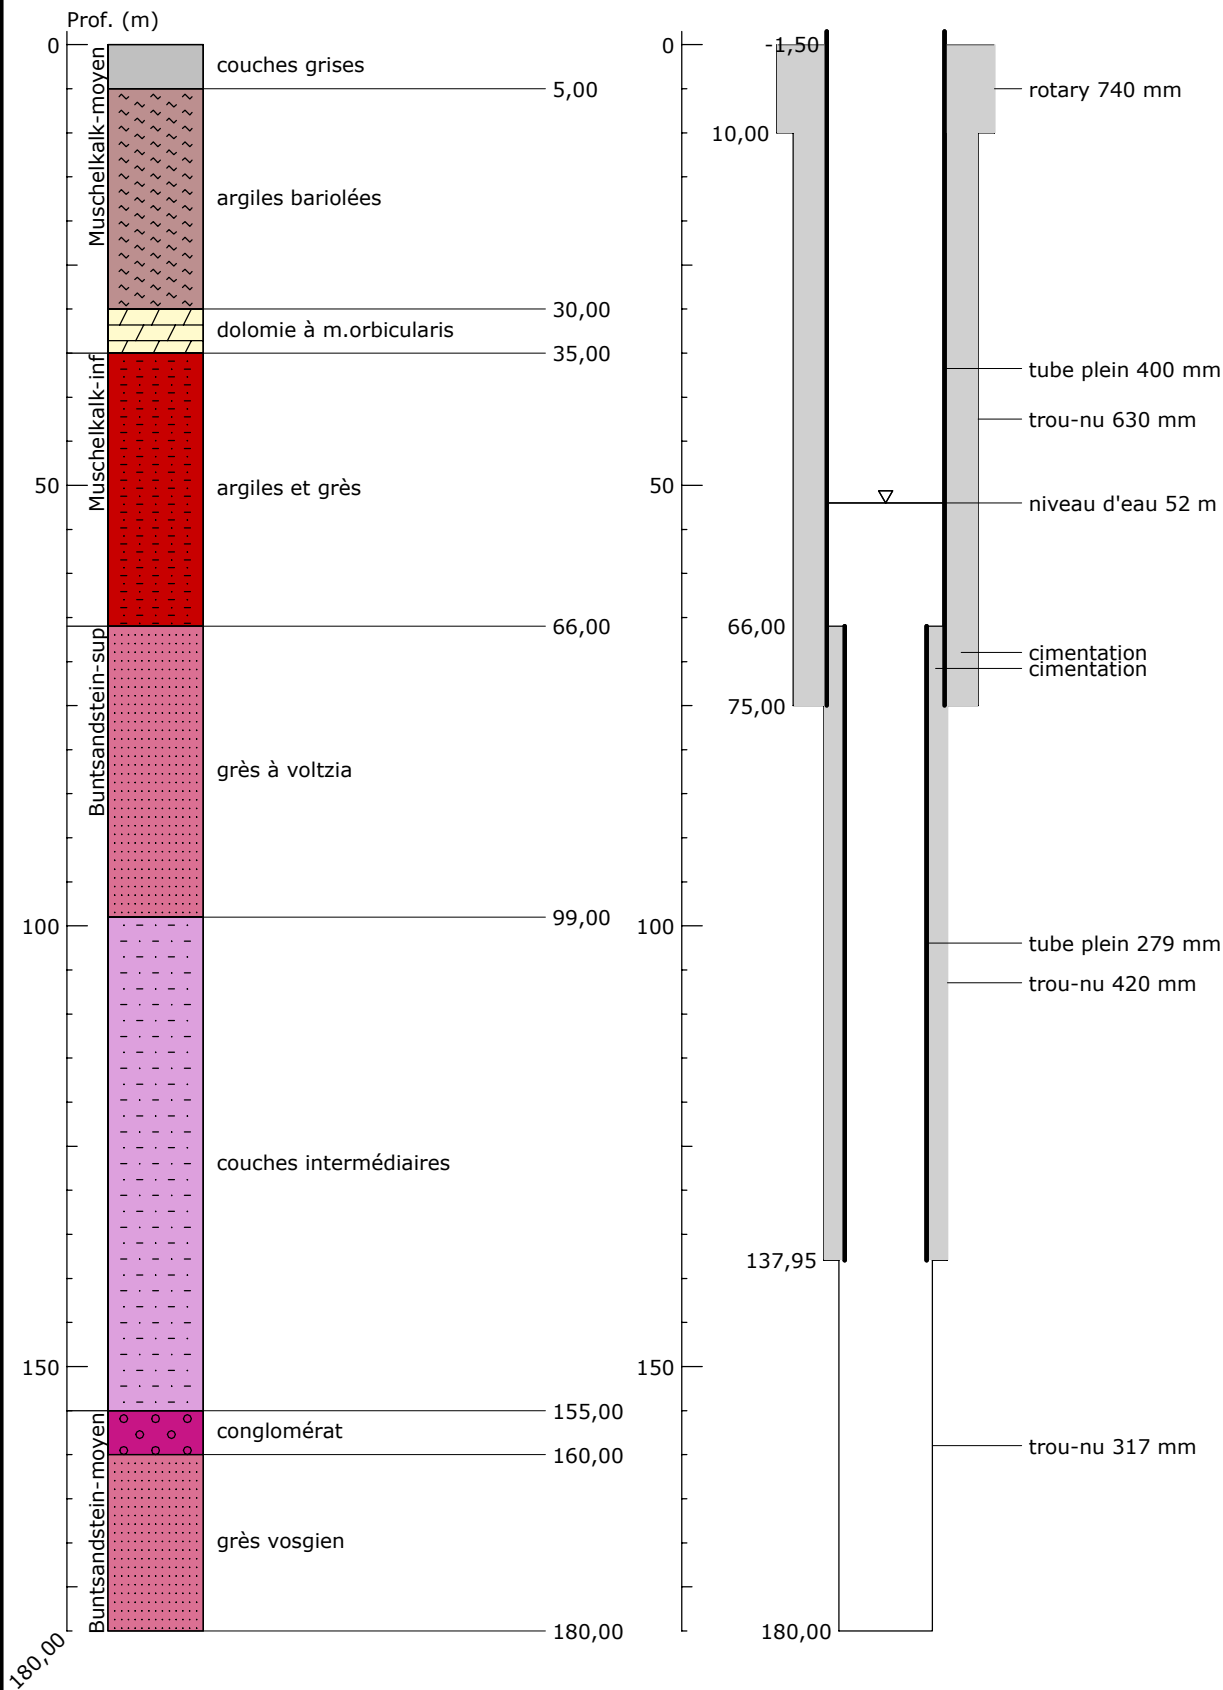 Prof. (m)
0
50
100
150
180,00
Muschelkalk-moyen
Muschelkalk-inf
Buntsandstein-sup
Buntsandstein-moyen
couches grises
5,00
argiles bariolées
30,00
dolomie à m.orbicularis
35,00
argiles et grès
66,00
grès à voltzia
99,00
couches intermédiaires
155,00
conglomérat
160,00
grès vosgien
180,00
0
50
100
150
-1,50
10,00
66,00
75,00
137,95
180,00
rotary 740 mm
tube plein 400 mm
trou-nu 630 mm
niveau d'eau 52 m
cimentation
cimentation
tube plein 279 mm
trou-nu 420 mm
trou-nu 317 mm